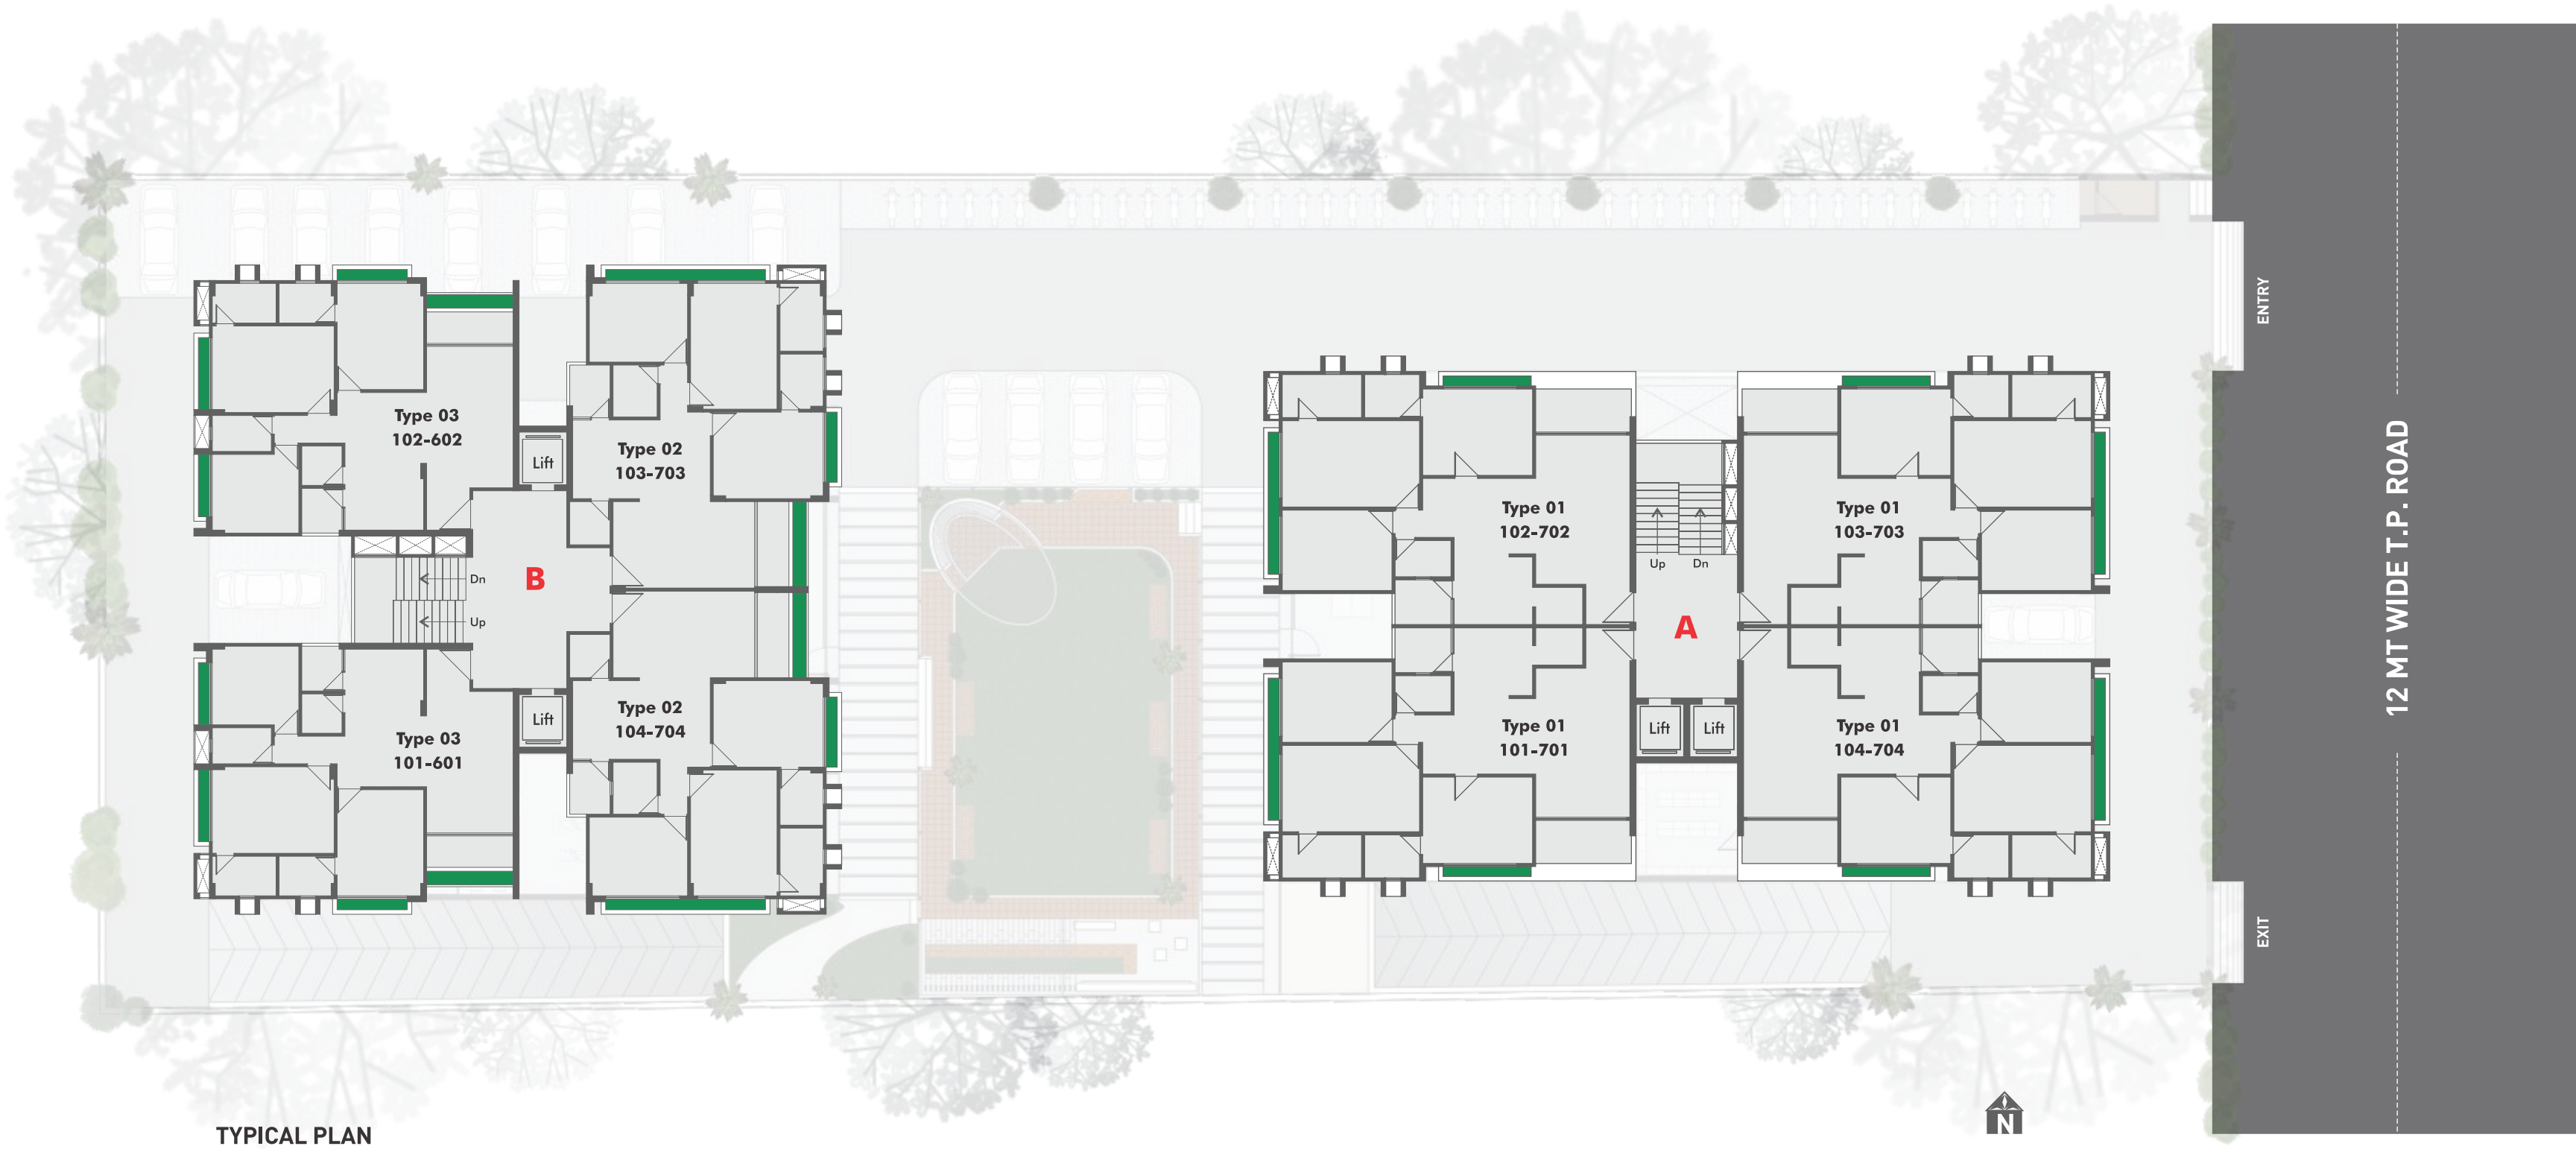 Type 03
102-602
Lift
Type 02
103-703
B
Dn
Up
Type 03
101-601
Lift
Type 02
104-704
Type 01
102-702
Up
Dn
Type 01
103-703
A
Type 01
101-701
Lift
Lift
Type 01
104-704
ENTRY
EXIT
12 MT WIDE T.P. ROAD
TYPICAL PLAN
N